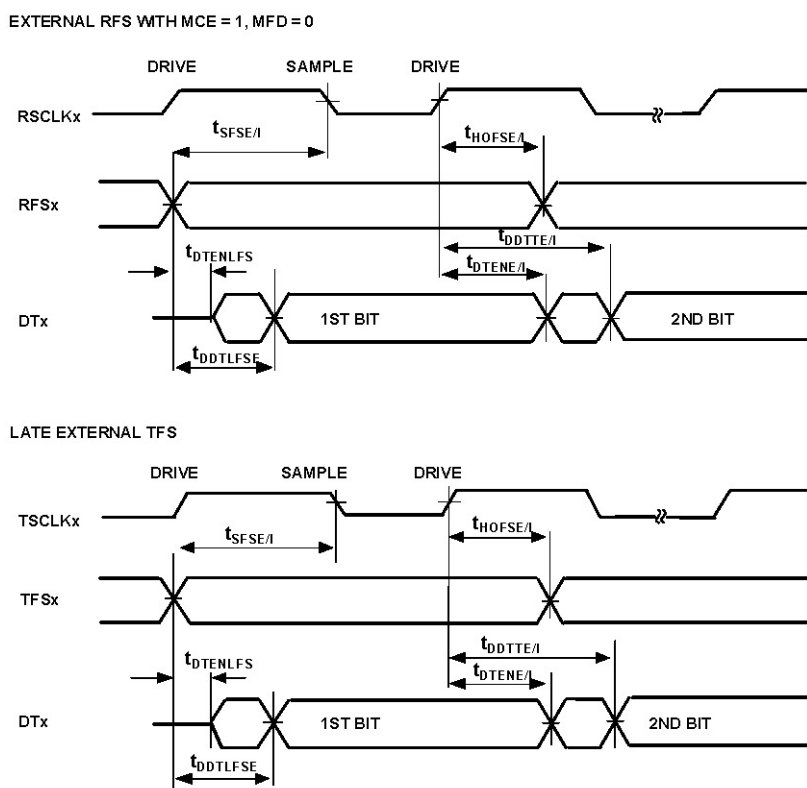 EXTERNAL RFS WITH MCE = 1, MFD = 0
DRIVE SAMPLE DRIVE
RSCLKx
tSFSE/I tHOFSE/I
RFSx
tDDTTE/I
tDTENLFS tDTENE/I
DTx 1ST BIT 2ND BIT
tDDTLFSE
LATE EXTERNAL TFS
DRIVE SAMPLE DRIVE
TSCLKx
tSFSE/I tHOFSE/I
TFSx
tDDTTE/I
tDTENLFS tDTENE/I
DTx 1ST BIT 2ND BIT
tDDTLFSE